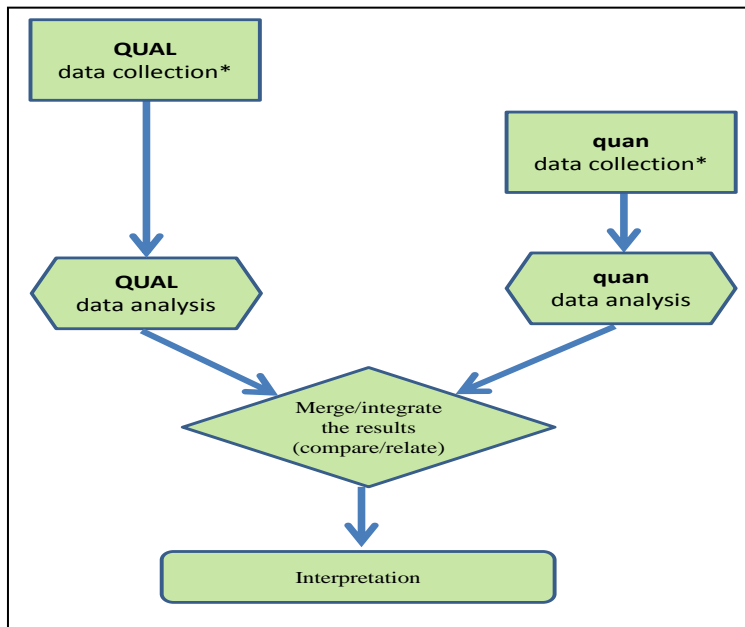 QUAL
data collection*
quan
data collection*
QUAL
data analysis
quan
data analysis
Merge/integrate
the results
(compare/relate)
Interpretation